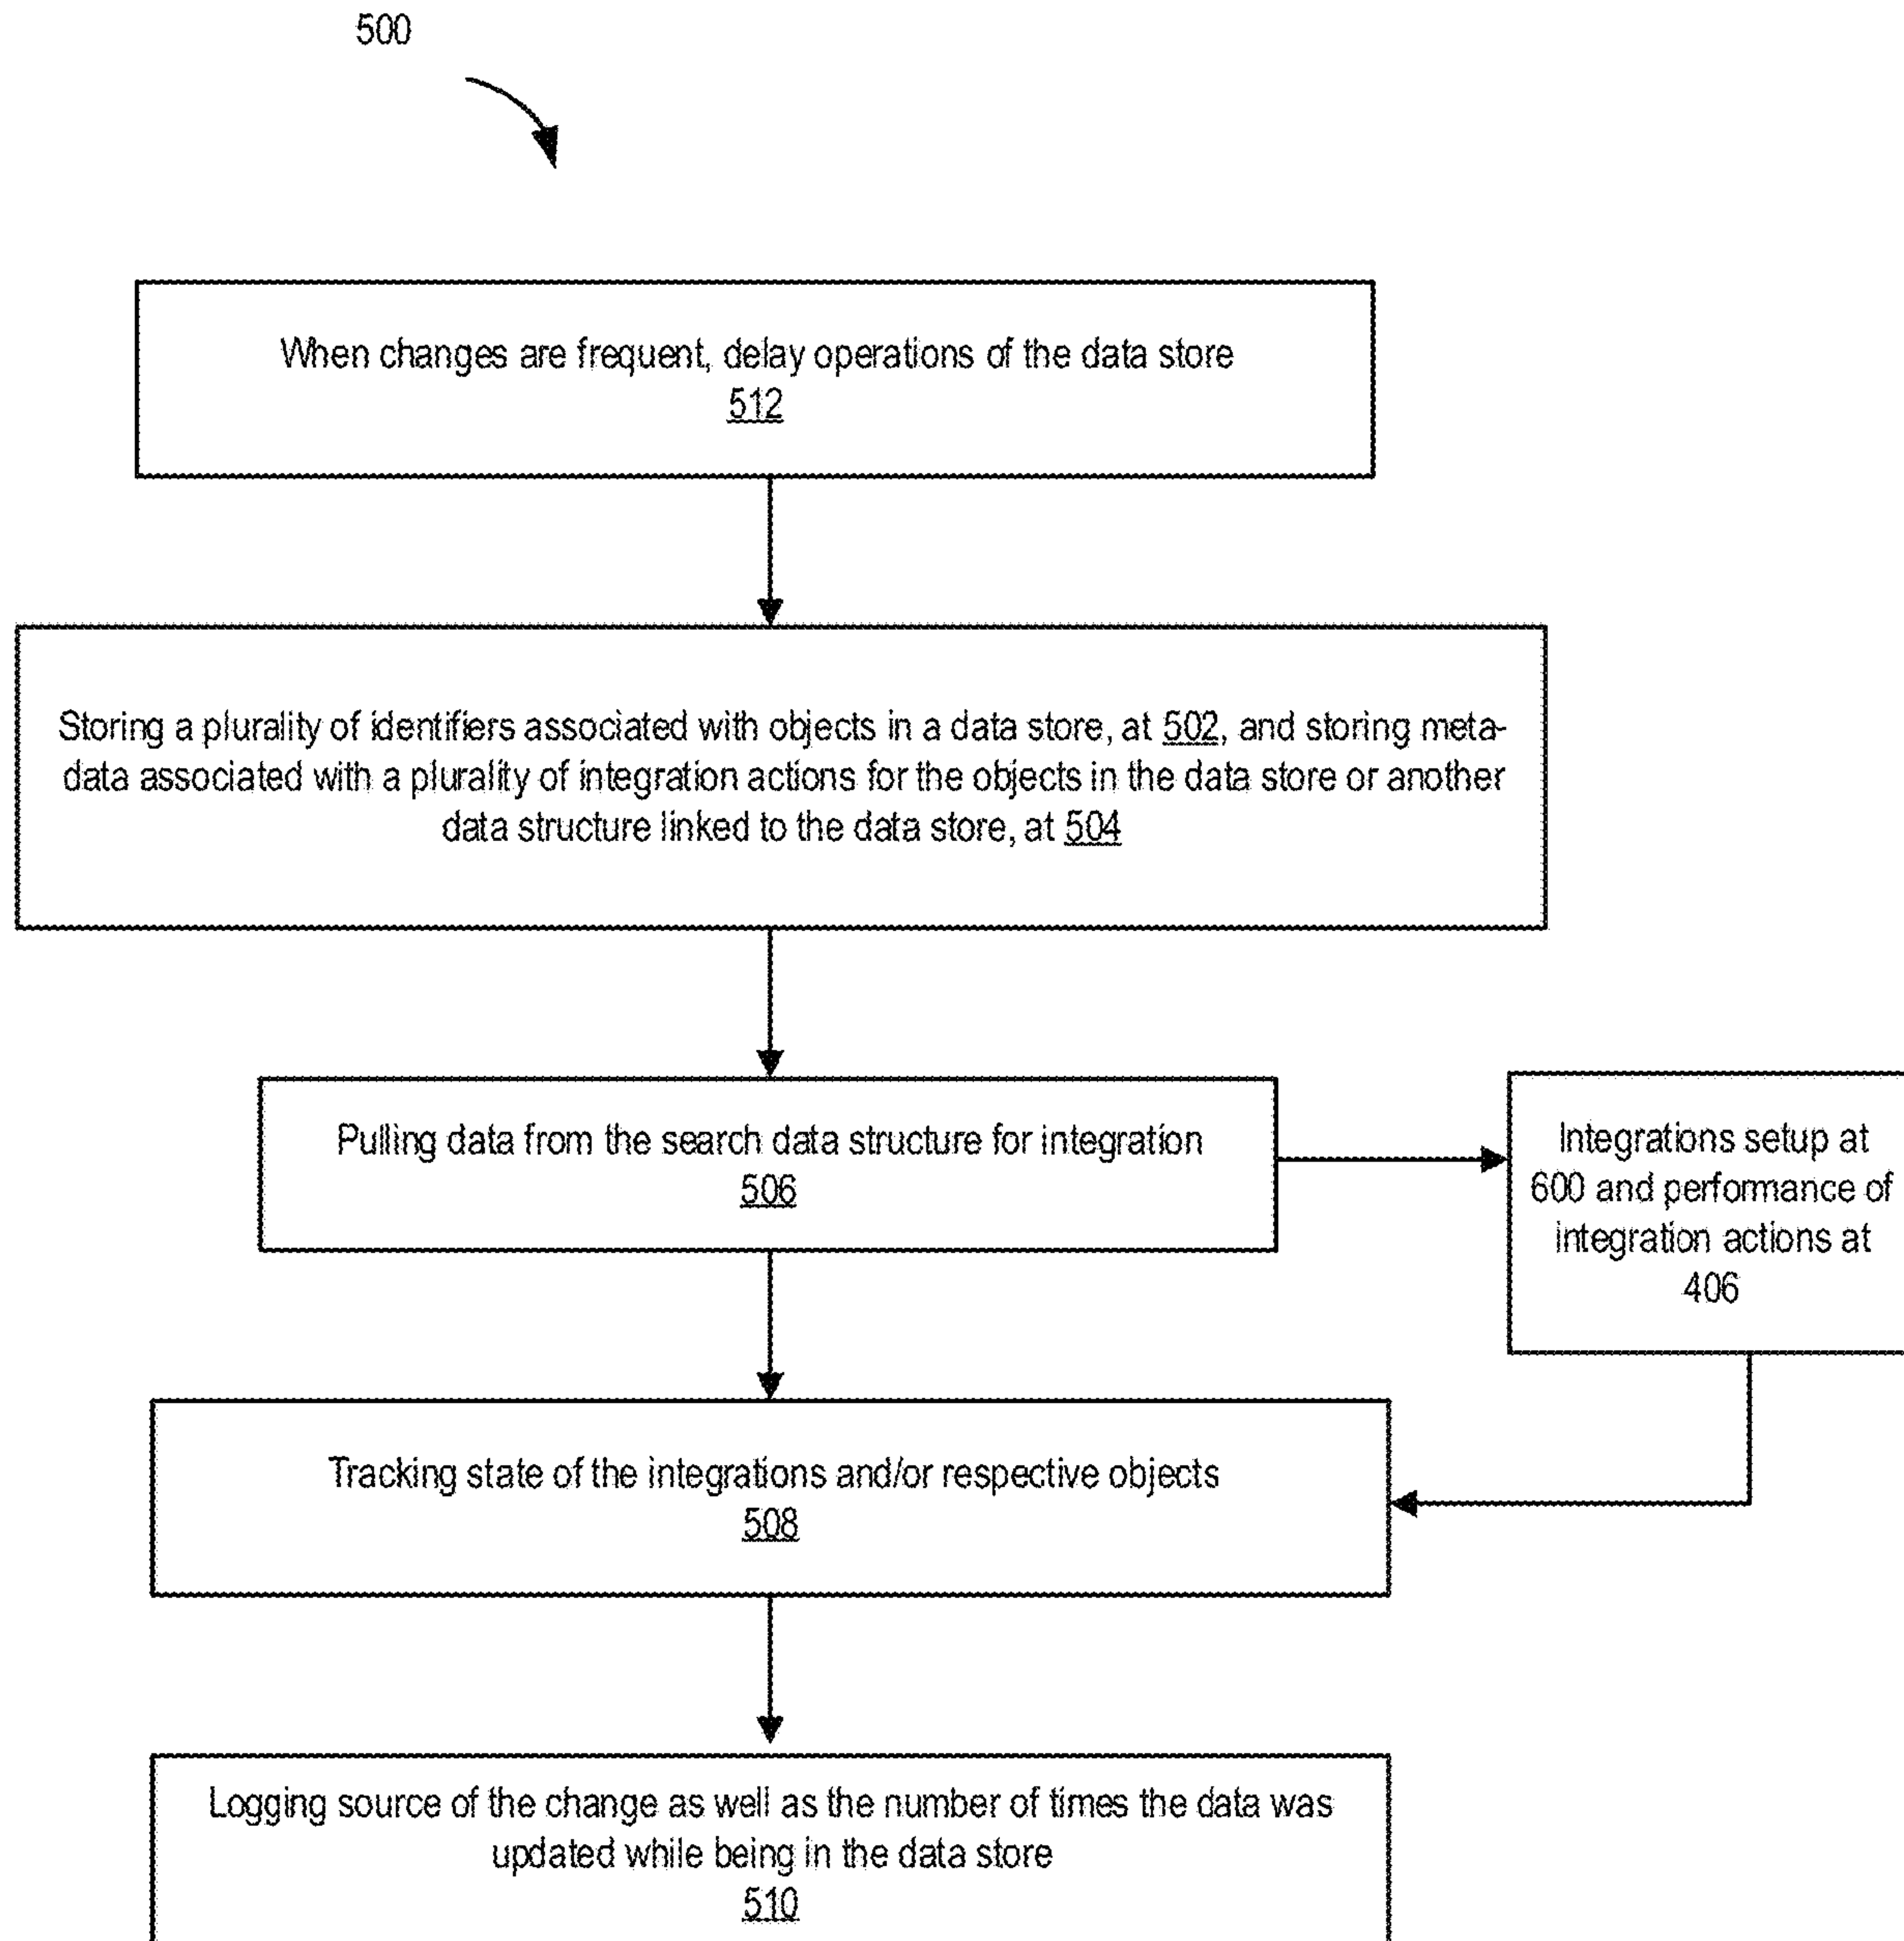 500
When changes are frequent, delay operations of the data store
512
Storing a plurality of identifiers associated with objects in a data store, at 502, and storing meta-
data associated with a plurality of integration actions for the objects in the data store or another
data structure linked to the data store, at 504
Pulling data from the search data structure for integration
506
Integrations setup at
600 and performance of
integration actions at
406
Tracking state of the integrations and/or respective objects
508
Logging source of the change as well as the number of times the data was
updated while being in the data store
510